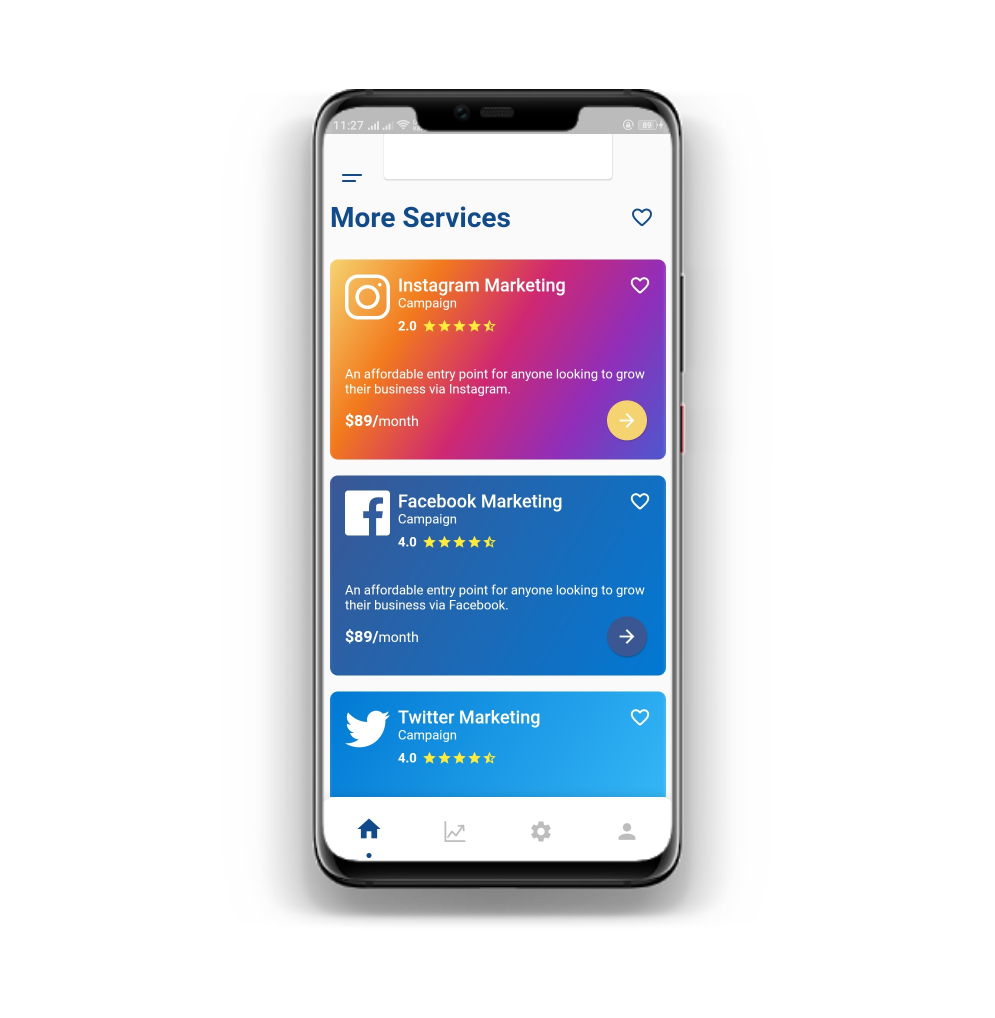 11:27
89
More Services
Instagram Marketing
Campaign
2.0
An affordable entry point for anyone looking to grow
their business via Instagram.
$89/month
Facebook Marketing
Campaign
4.0
An affordable entry point for anyone looking to grow
their business via Facebook.
$89/month
Twitter Marketing
Campaign
4.0